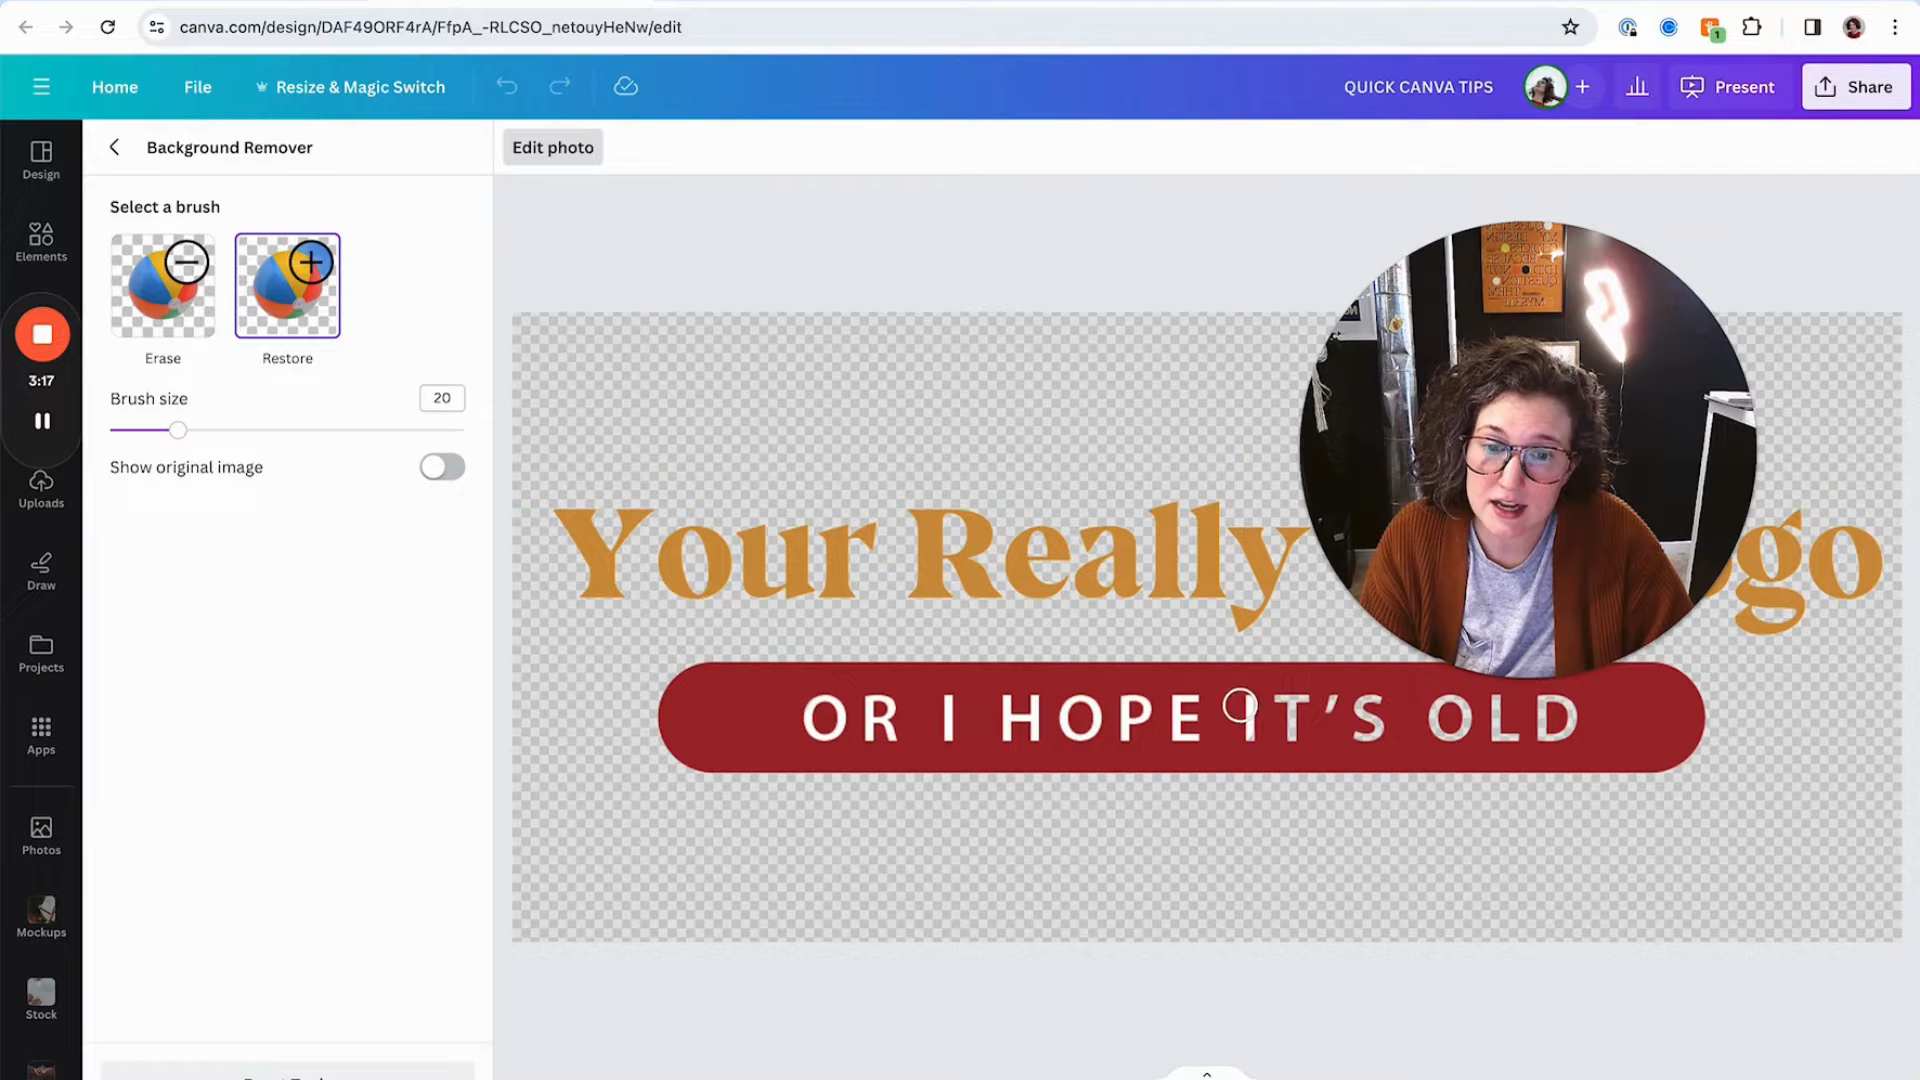 canva.com/design/DAF49ORF4rA/FfpA_-RLCSO_netouyHeNw/edit
1
Home
File
Resize & Magic Switch
QUICK CANVA TIPS
Present
Share
Design
Elements
3:17
Uploads
Draw
Projects
Apps
Photos
Mockups
Stock
Background Remover
Select a brush
Erase
Restore
Brush size
20
Show original image
Edit photo
Your Really
go
OR I HOPE IT’S OLD